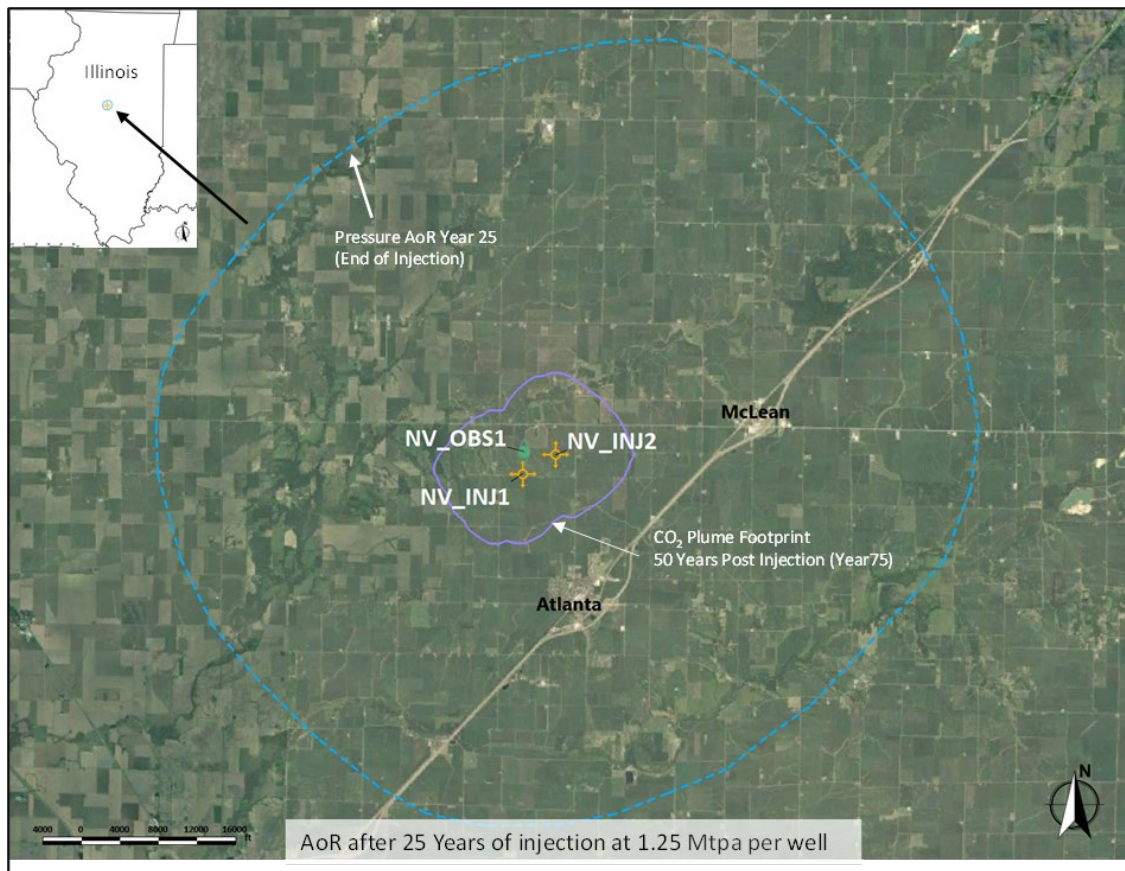 Illinois
N
Pressure AoR Year 25
(End of Injection)
McLean
NV_OBS1
NV_INJ2
NV_INJ1
CO₂ Plume Footprint
50 Years Post Injection (Year75)
Atlanta
N
4000 0 4000 8000 12000 16000
ft
AoR after 25 Years of injection at 1.25 Mtpa per well